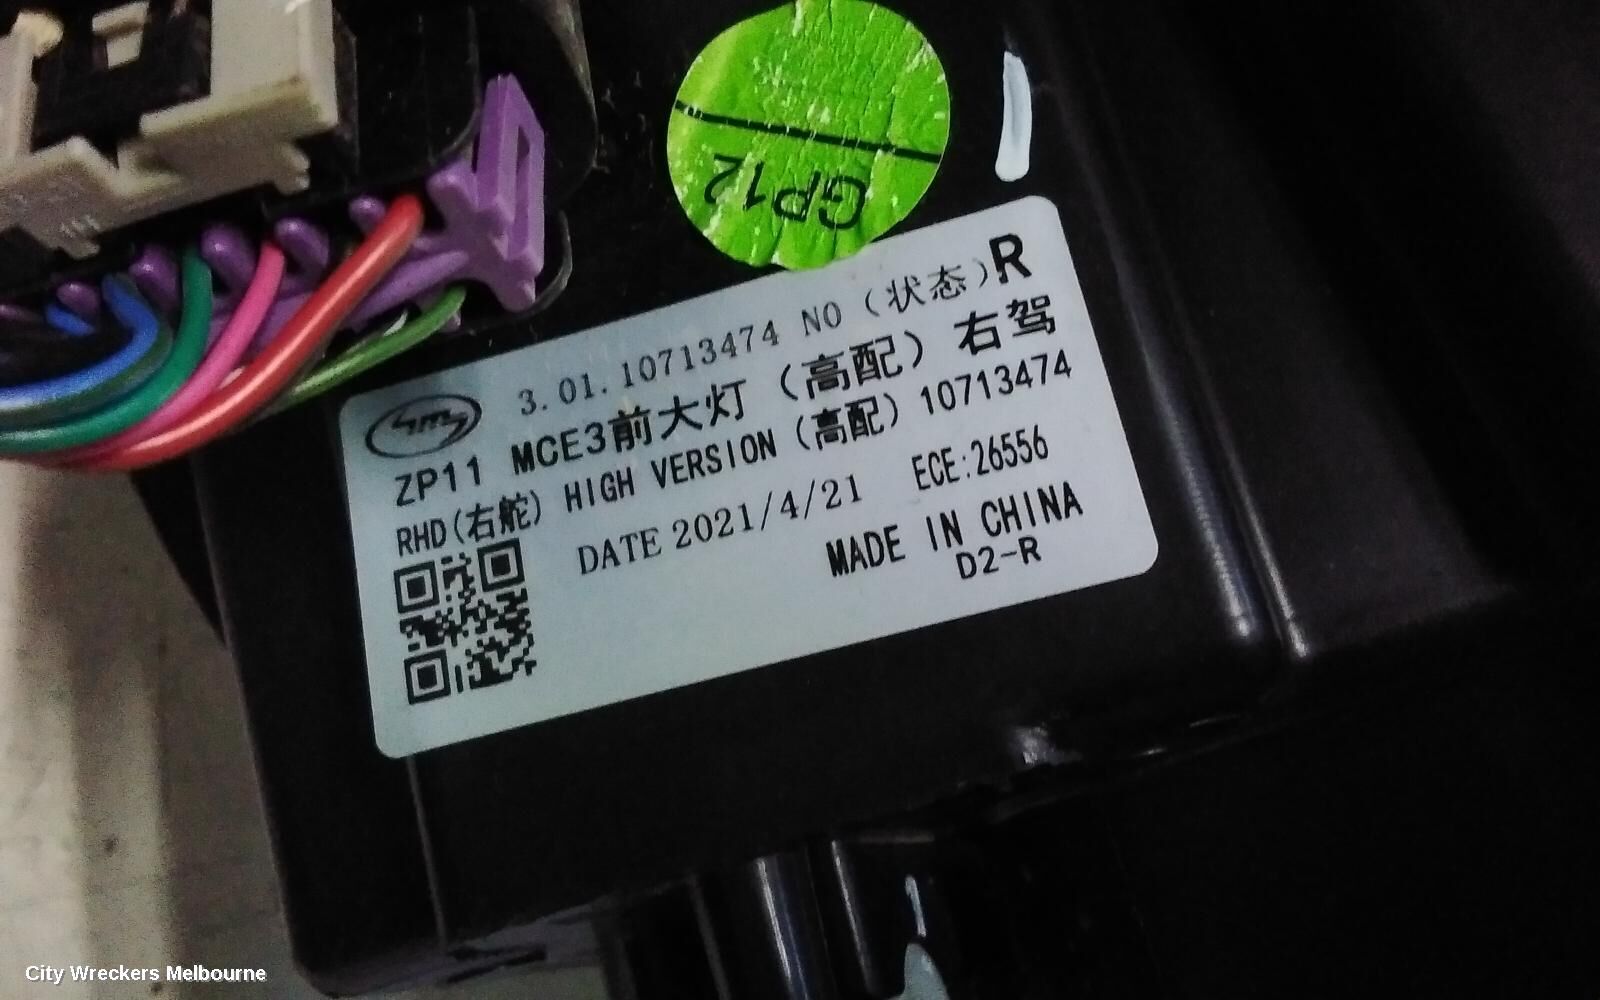 GP12
3.01.10713474 NO（状态）R
ZP11 MCE3前大灯（高配）右驾
RHD(右舵) HIGH VERSION（高配）10713474
DATE 2021/4/21 ECE:26556
MADE IN CHINA
D2-R
City Wreckers Melbourne